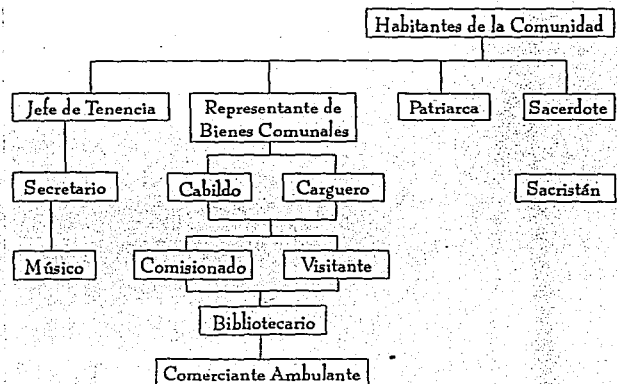 Habitantes de la Comunidad
Jefe de Tenencia
Representante de
Bienes Comunales
Patriarca
Sacerdote
Secretario
Cabildo
Carguero
Sacristán
Músico
Comisionado
Visitante
Bibliotecario
Comerciante Ambulante